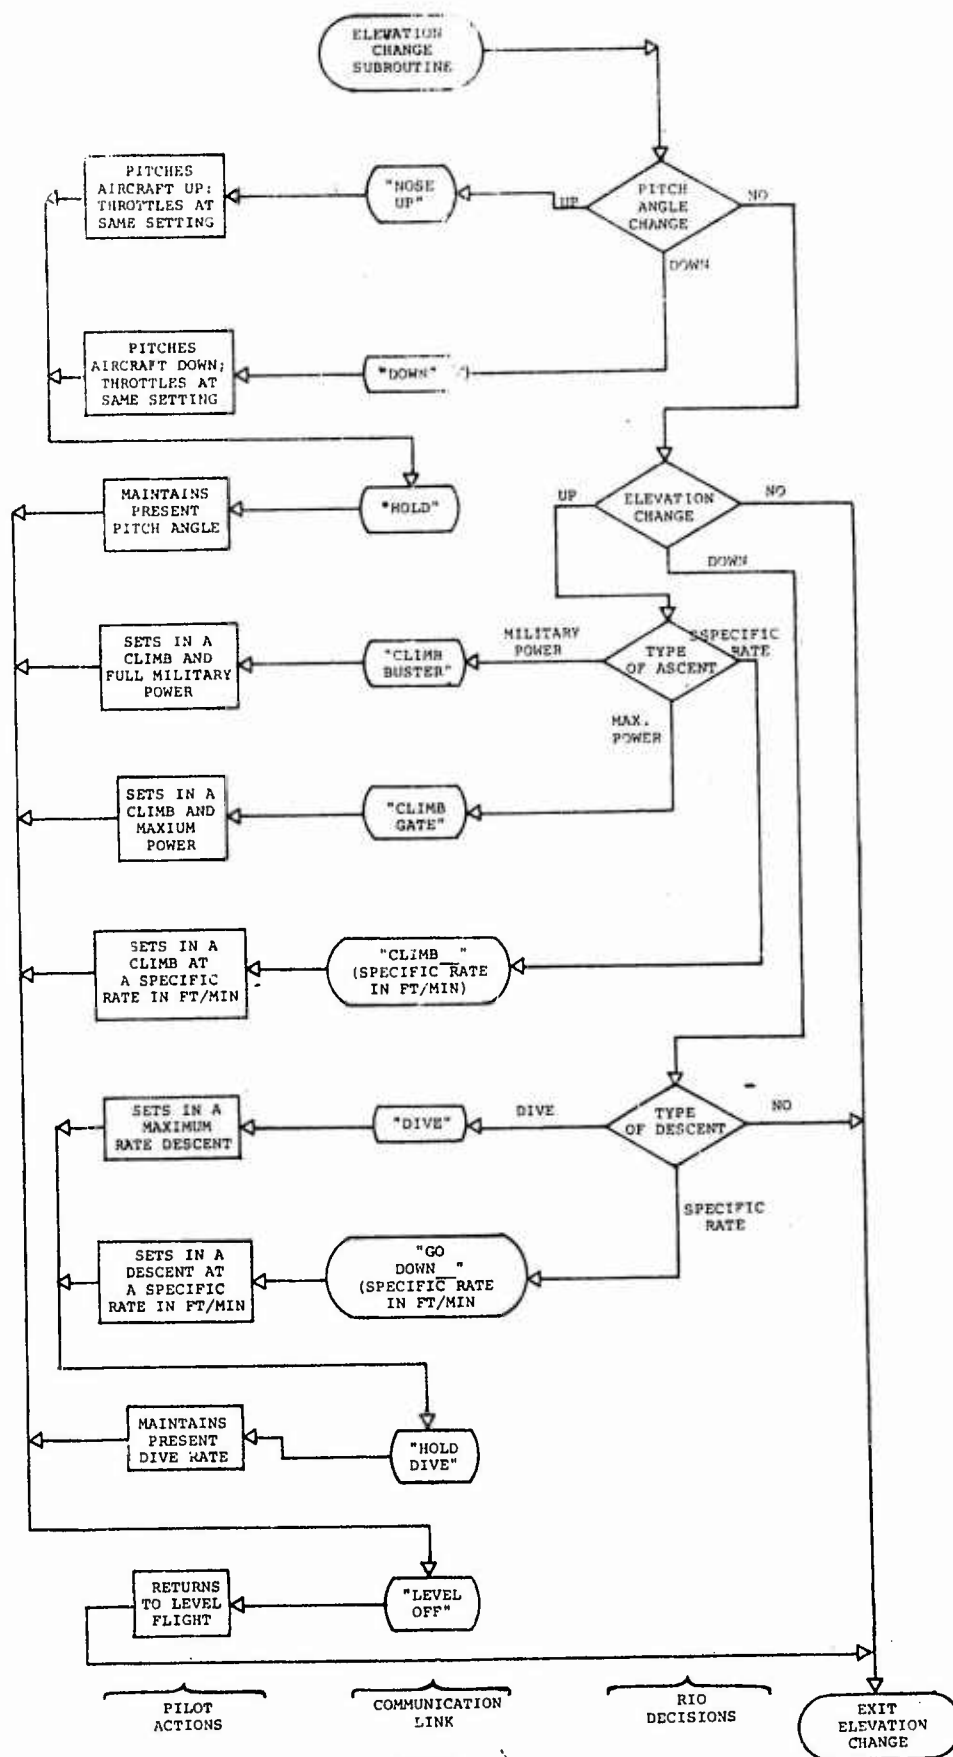 ELEVATION
CHANGE
SUBROUTINE
PITCHES
AIRCRAFT UP;
THROTTLES AT
SAME SETTING
"NOSE
UP"
UP
PITCH
ANGLE
CHANGE
NO
DOWN
PITCHES
AIRCRAFT DOWN;
THROTTLES AT
SAME SETTING
"DOWN"
MAINTAINS
PRESENT
PITCH ANGLE
"HOLD"
UP
ELEVATION
CHANGE
NO
DOWN
SETS IN A
CLIMB AND
FULL MILITARY
POWER
"CLIMB
BUSTER"
MILITARY
POWER
TYPE
OF ASCENT
SSPECIFIC
RATE
MAX.
POWER
SETS IN A
CLIMB AND
MAXIUM
POWER
"CLIMB
GATE"
SETS IN A
CLIMB AT
A SPECIFIC
RATE IN FT/MIN
"CLIMB__"
(SPECIFIC RATE
IN FT/MIN)
SETS IN A
MAXIMUM
RATE DESCENT
"DIVE"
DIVE
TYPE
OF DESCENT
NO
SPECIFIC
RATE
SETS IN A
DESCENT AT
A SPECIFIC
RATE IN FT/MIN
"GO
DOWN__"
(SPECIFIC RATE
IN FT/MIN
MAINTAINS
PRESENT
DIVE RATE
"HOLD
DIVE"
RETURNS
TO LEVEL
FLIGHT
"LEVEL
OFF"
PILOT
ACTIONS
COMMUNICATION
LINK
RIO
DECISIONS
EXIT
ELEVATION
CHANGE